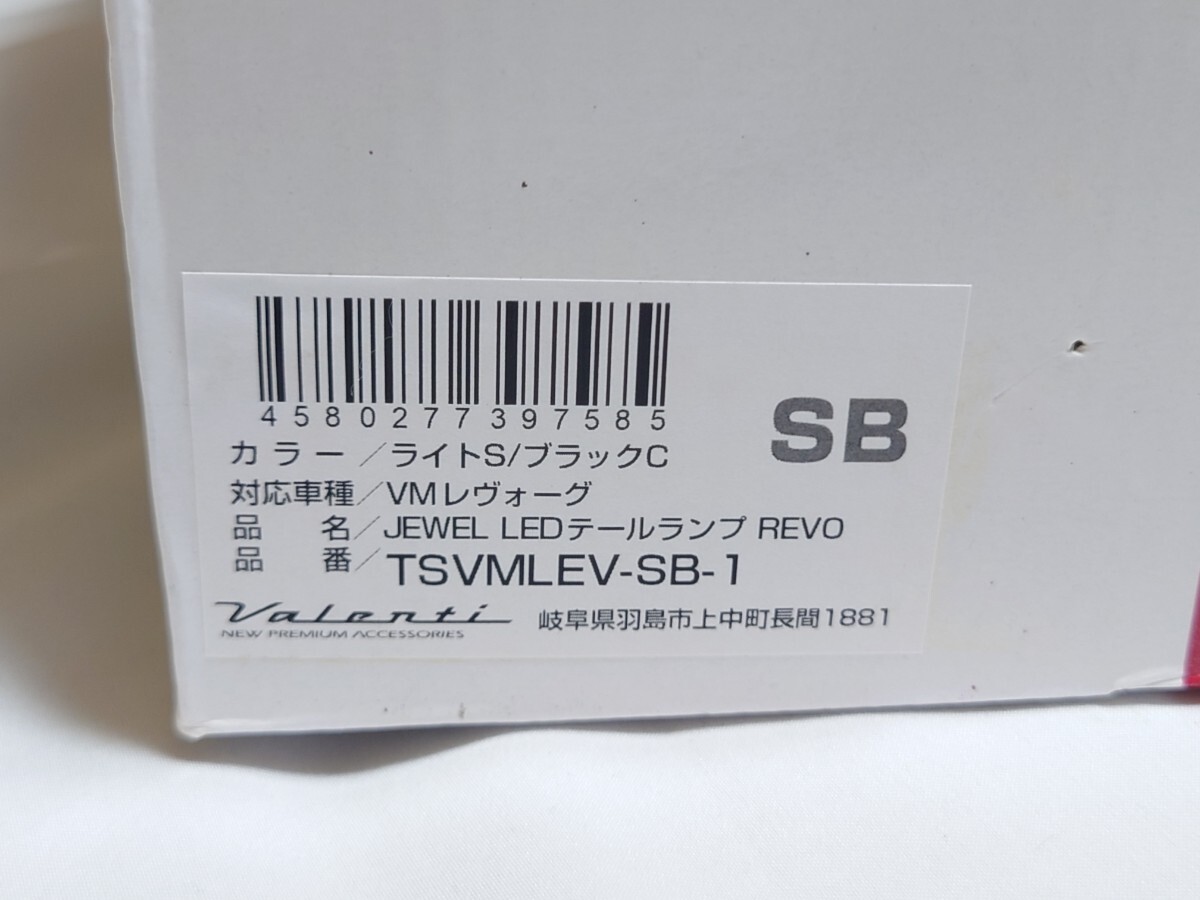 4580277397585
SB
カラー／ライトS/ブラックC
対応車種／VMレヴォーグ
品　名／JEWEL LEDテールランプ REVO
品　番／TSVMLEV-SB-1
Valenti 岐阜県羽島市上中町長間1881
NEW PREMIUM ACCESSORIES